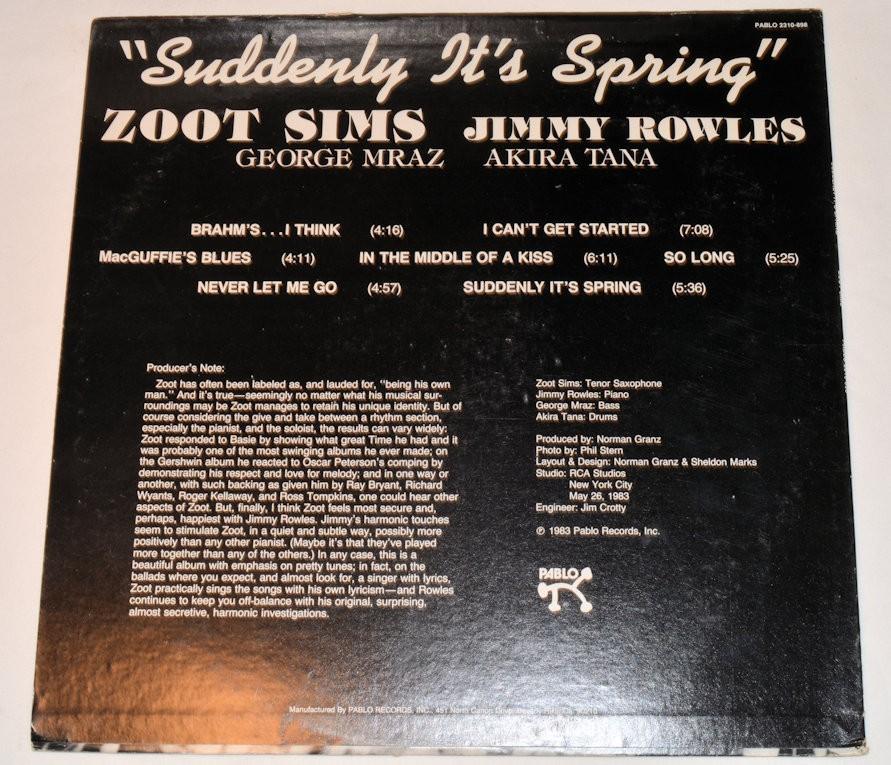 PABLO 2310-898
"Suddenly It's Spring"
ZOOT SIMS JIMMY ROWLES
GEORGE MRAZ AKIRA TANA
BRAHM'S...I THINK (4:16) I CAN'T GET STARTED (7:08)
MacGUFFIE'S BLUES (4:11) IN THE MIDDLE OF A KISS (6:11) SO LONG (5:25)
NEVER LET ME GO (4:57) SUDDENLY IT'S SPRING (5:36)
Producer's Note:
Zoot has often been labeled as, and lauded for, "being his own
man." And it's true—seemingly no matter what his musical sur-
roundings may be Zoot manages to retain his unique identity. But of
course considering the give and take between a rhythm section,
especially the pianist, and the soloist, the results can vary widely:
Zoot responded to Basie by showing what great Time he had and it
was probably one of the most swinging albums he ever made; on
the Gershwin album he reacted to Oscar Peterson's comping by
demonstrating his respect and love for melody; and in one way or
another, with such backing as given him by Ray Bryant, Richard
Wyants, Roger Kellaway, and Ross Tompkins, one could hear other
aspects of Zoot. But, finally, I think Zoot feels most secure and,
perhaps, happiest with Jimmy Rowles. Jimmy's harmonic touches
seem to stimulate Zoot, in a quiet and subtle way, possibly more
positively than any other pianist. (Maybe it's that they've played
more together than any of the others.) In any case, this is a
beautiful album with emphasis on pretty tunes; in fact, on the
ballads where you expect, and almost look for, a singer with lyrics,
Zoot practically sings the songs with his own lyricism—and Rowles
continues to keep you off-balance with his original, surprising,
almost secretive, harmonic investigations.
Zoot Sims: Tenor Saxophone
Jimmy Rowles: Piano
George Mraz: Bass
Akira Tana: Drums
Produced by: Norman Granz
Photo by: Phil Stern
Layout & Design: Norman Granz & Sheldon Marks
Studio: RCA Studios
New York City
May 26, 1983
Engineer: Jim Crotty
℗ 1983 Pablo Records, Inc.
PABLO
Manufactured By PABLO RECORDS, INC., 451 North Canon Drive,